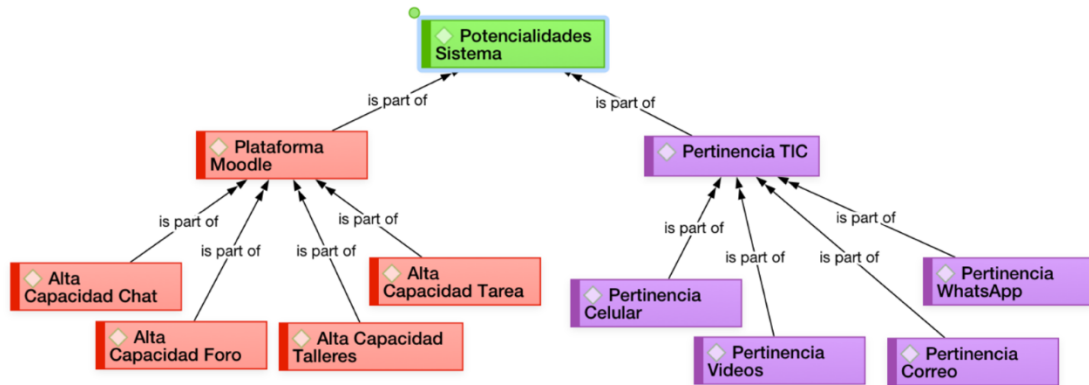 Potencialidades
Sistema
is part of
is part of
Plataforma
Moodle
Pertinencia TIC
is part of
is part of
is part of
is part of
is part of
is part of
is part of
is part of
Alta
Capacidad Chat
Alta
Capacidad Tarea
Pertinencia
WhatsApp
Pertinencia
Celular
Alta
Capacidad Foro
Alta Capacidad
Talleres
Pertinencia
Videos
Pertinencia
Correo